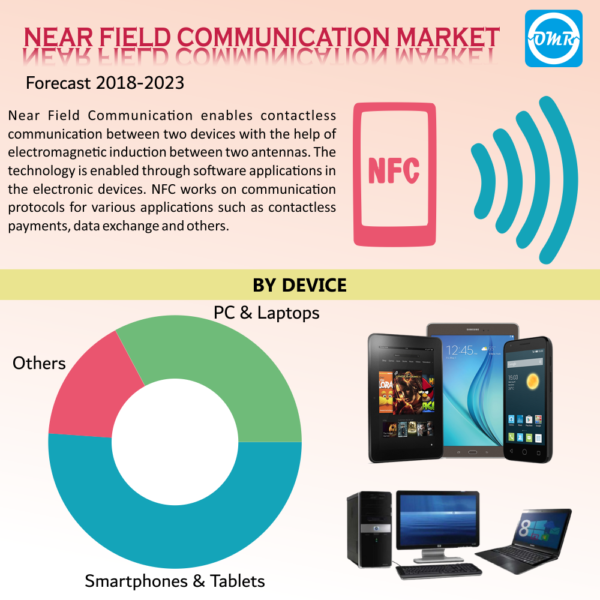 NEAR FIELD COMMUNICATION MARKET
OMR
Forecast 2018-2023
Near Field Communication enables contactless
communication between two devices with the help of
electromagnetic induction between two antennas. The
technology is enabled through software applications in
the electronic devices. NFC works on communication
protocols for various applications such as contactless
payments, data exchange and others.
NFC
BY DEVICE
PC & Laptops
Others
Smartphones & Tablets
SAMSUNG
12:45